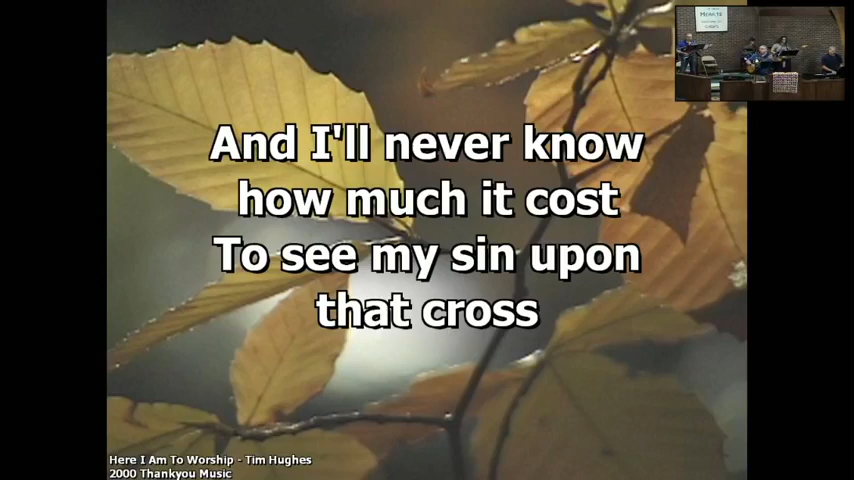 And I'll never know
how much it cost
To see my sin upon
that cross
Here I Am To Worship - Tim Hughes
2000 Thankyou Music